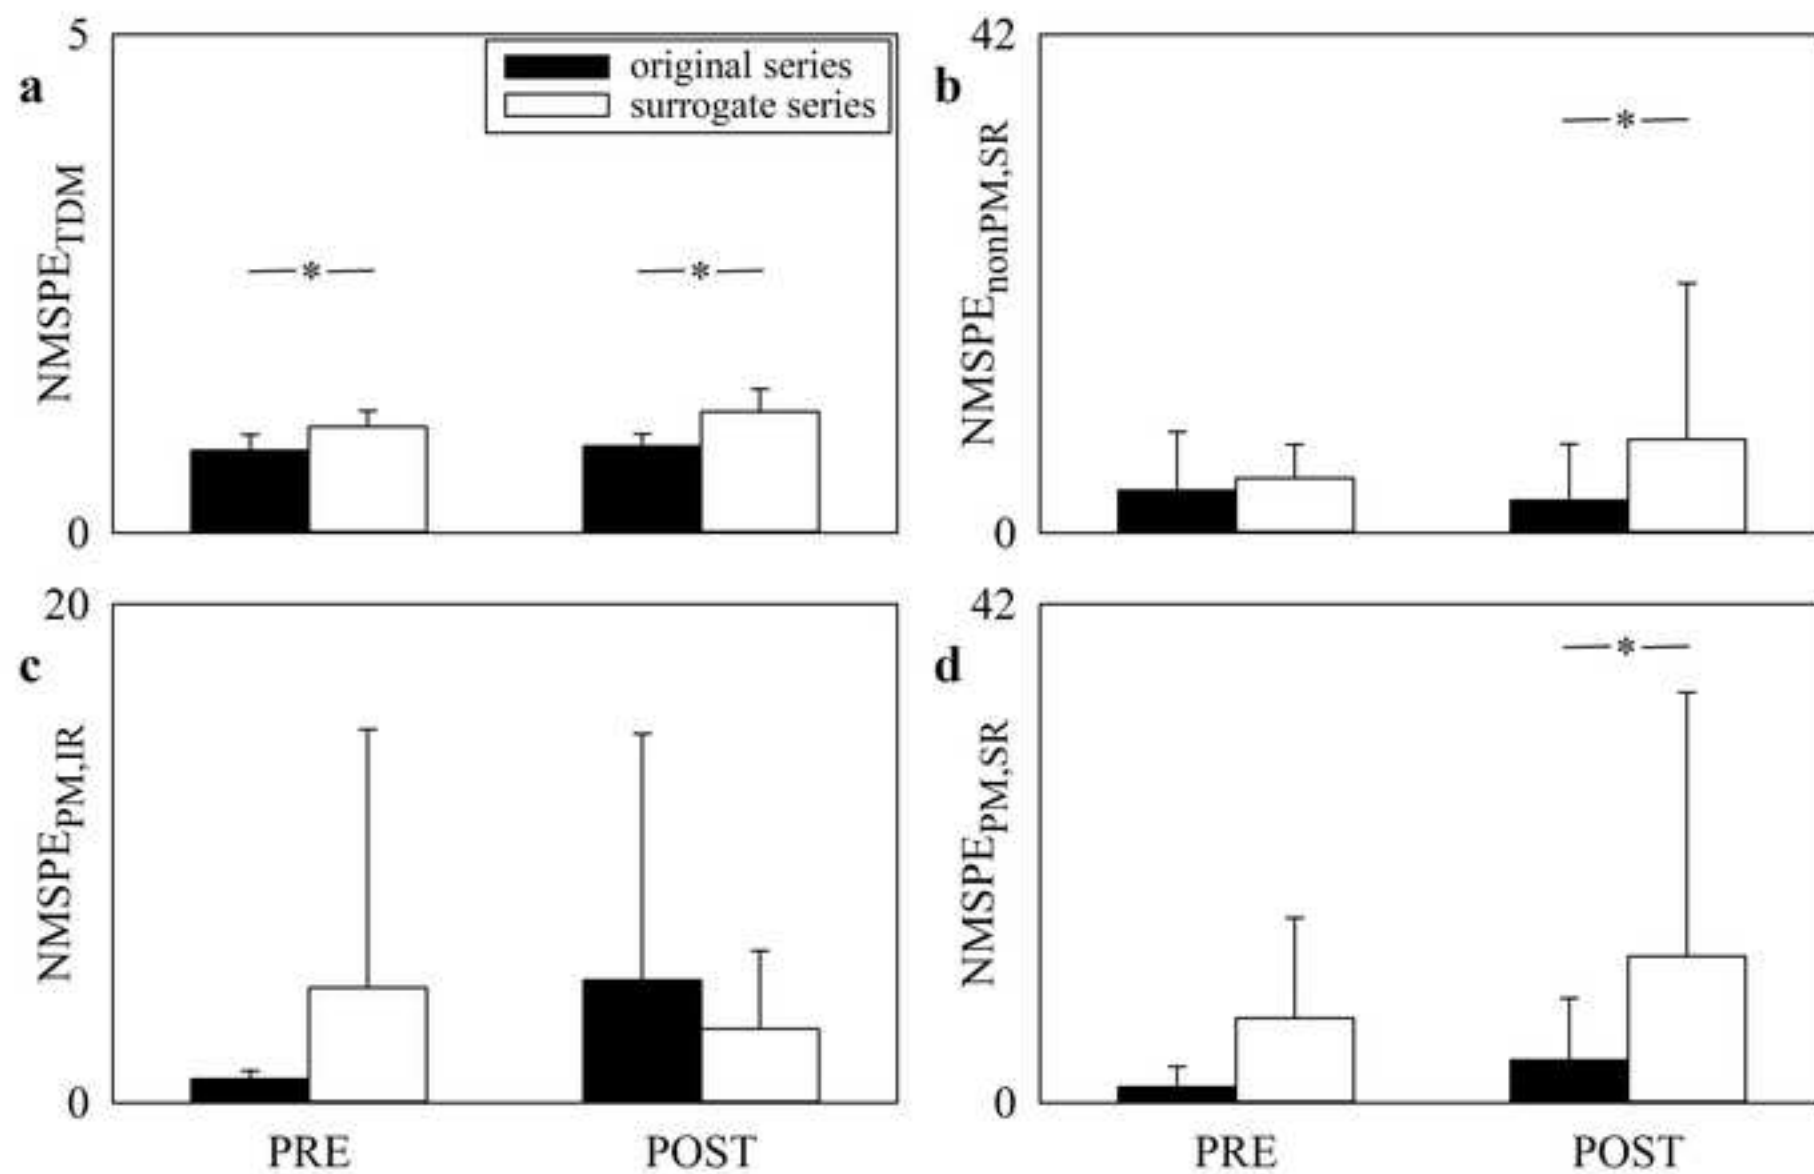 a
5
original series
surrogate series
NMSPE_TDM
* *
0
b
42
NMSPE_nonPM,SR
*
0
c
20
NMSPE_PM,IR
0
PRE POST
d
42
NMSPE_PM,SR
*
0
PRE POST